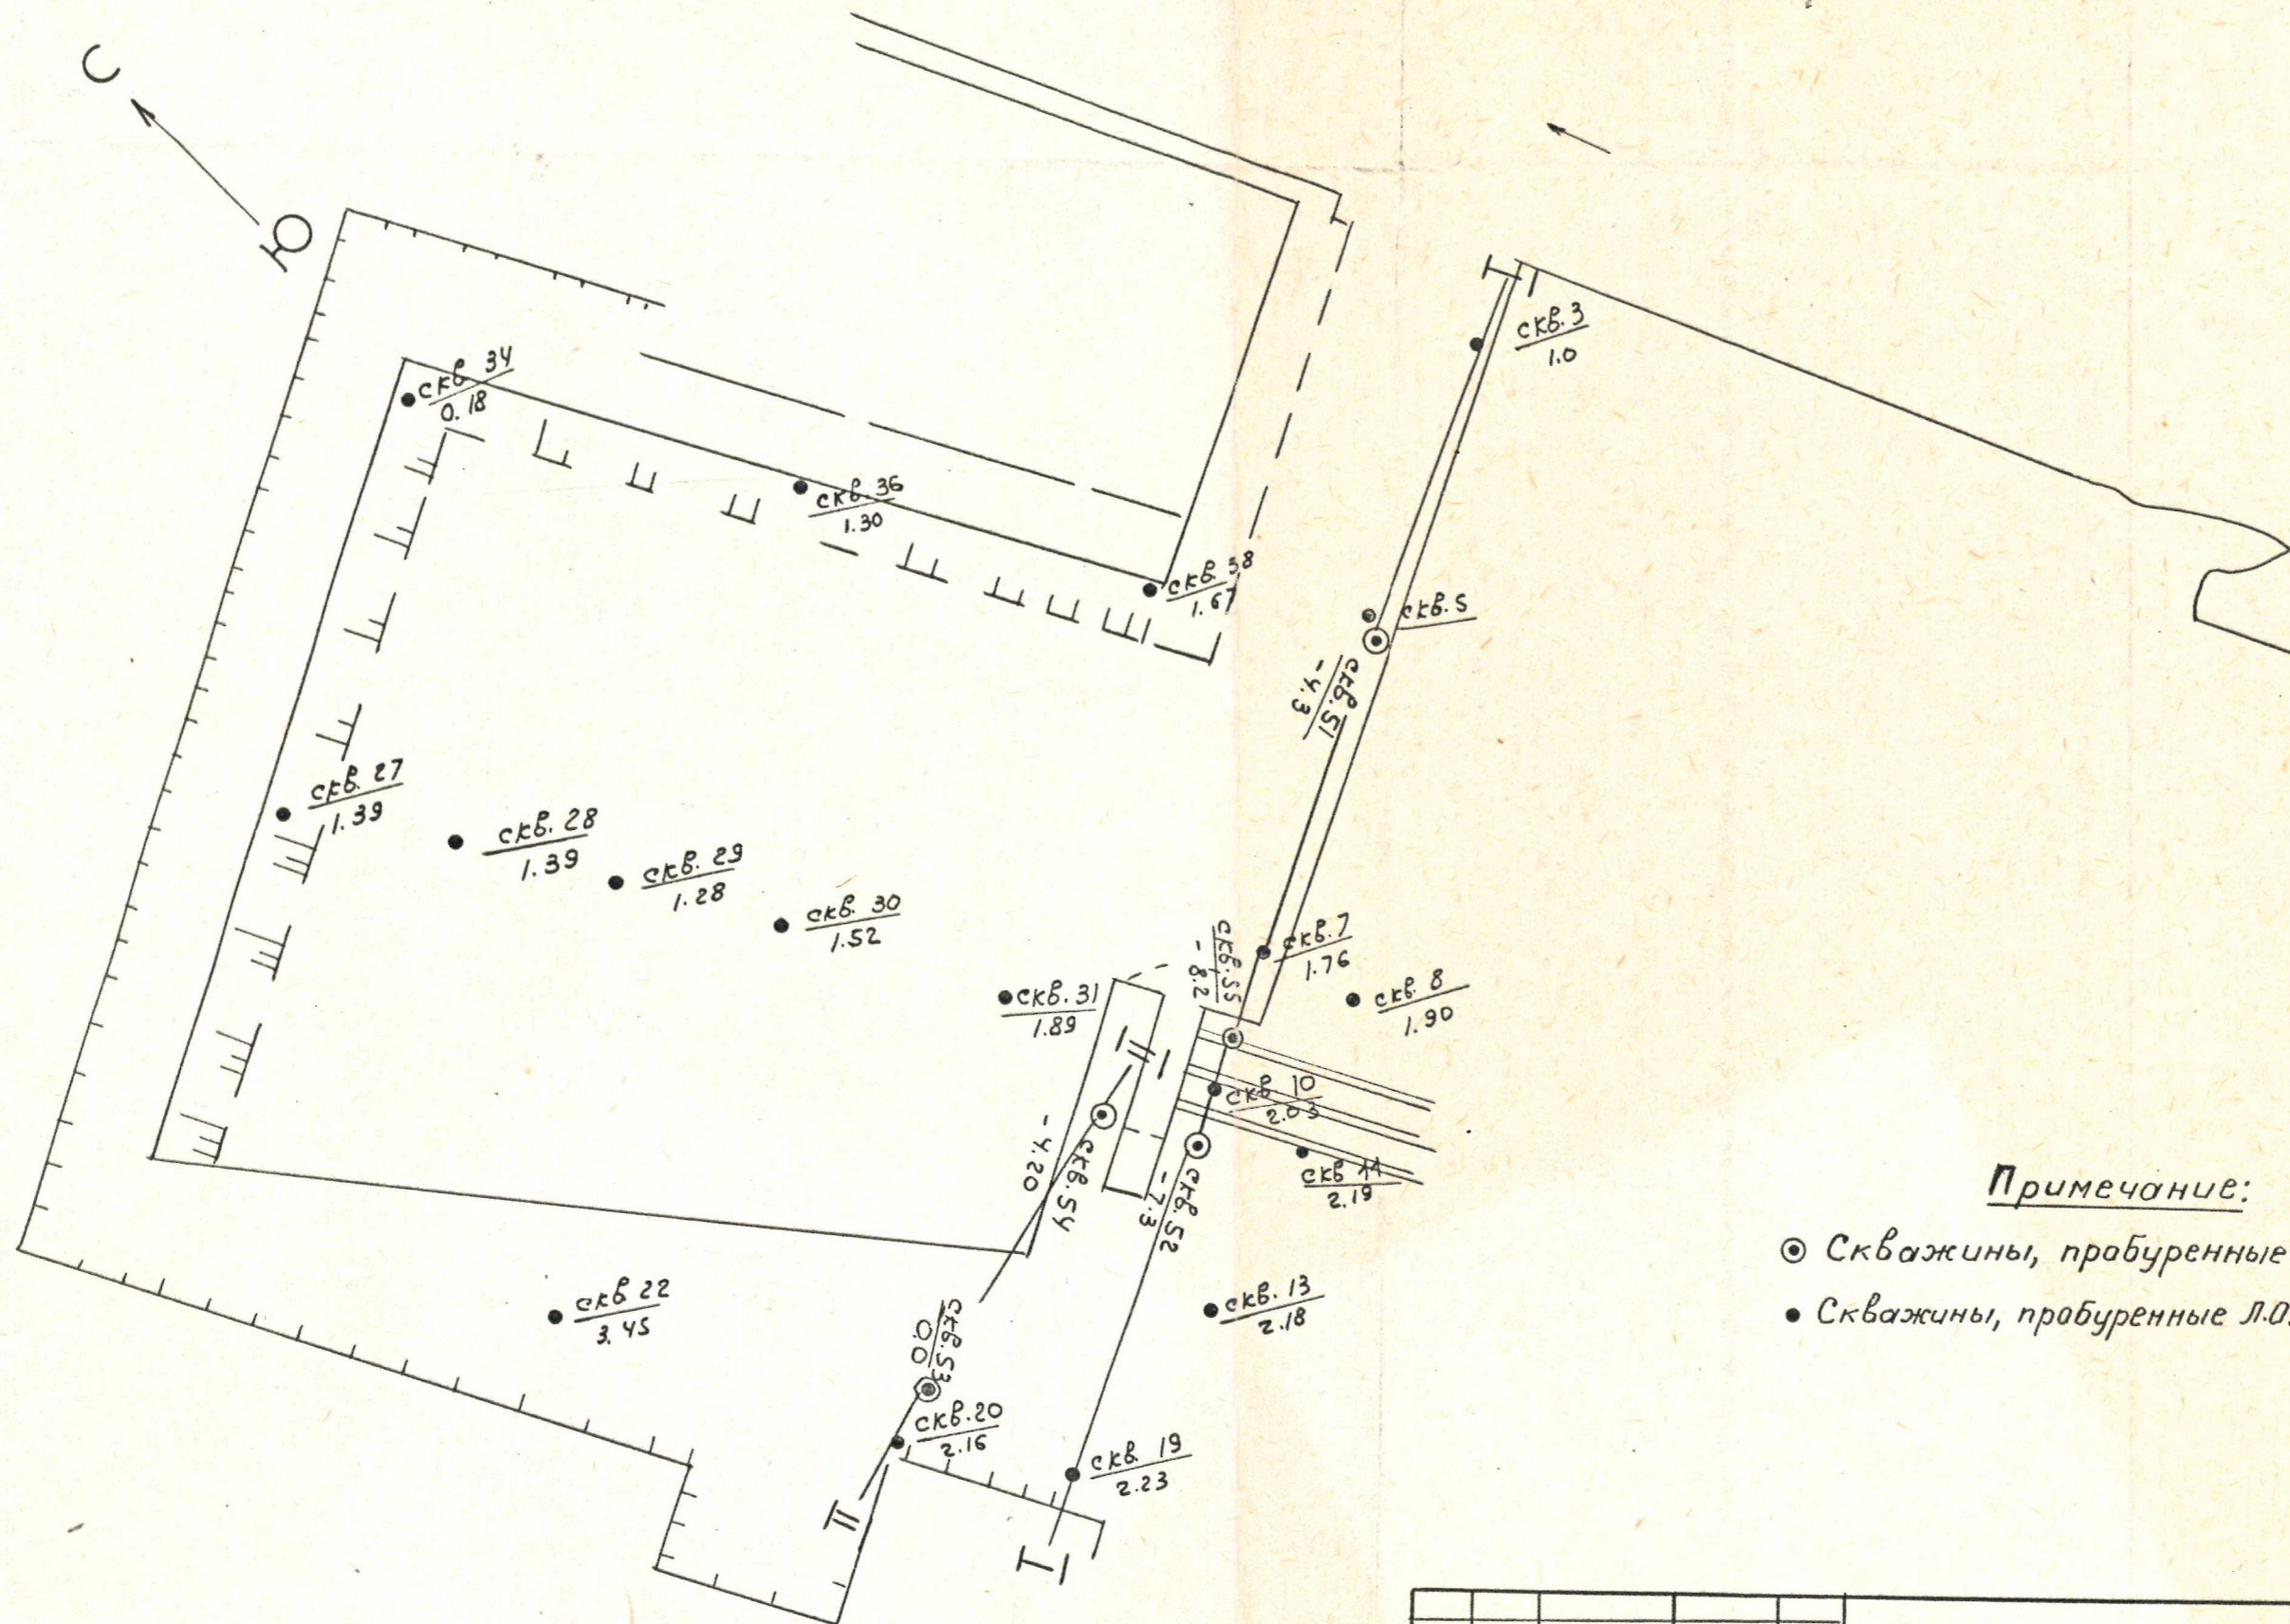 С
Ю
I
I
скв. 3
1.0
скв. 34
0.18
скв. 36
1.30
скв. 38
1.67
скв. 5
скв. 51
- 4.3
скв. 27
1.39
скв. 28
1.39
скв. 29
1.28
скв. 30
1.52
скв. 31
1.89
скв. 55
- 8.2
скв. 7
1.76
скв. 8
1.90
II
I
скв 10
2.03
скв 11
2.19
скв. 54
- 4.20
скв. 52
- 7.3
скв. 13
2.18
скв 22
3.45
скв. 53
0.0
скв. 20
2.16
скв. 19
2.23
II
I
I
Примечание:
Скважины, пробуренные
Скважины, пробуренные Л.О.